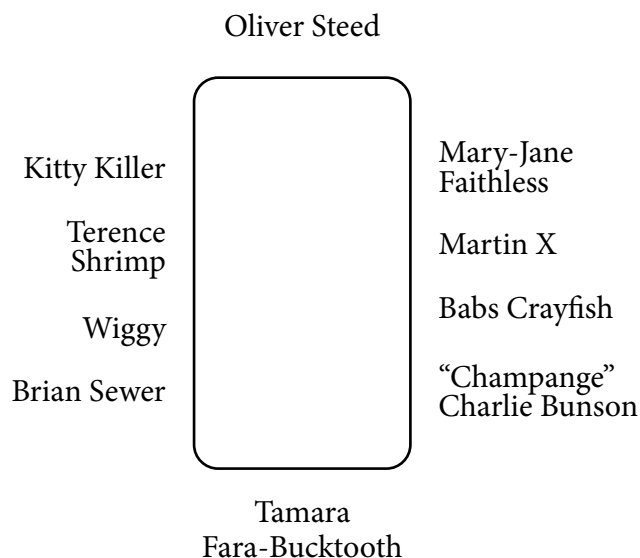 Oliver Steed
Kitty Killer
Mary-Jane
Faithless
Terence
Shrimp
Martin X
Wiggy
Babs Crayfish
Brian Sewer
“Champange”
Charlie Bunson
Tamara
Fara-Bucktooth